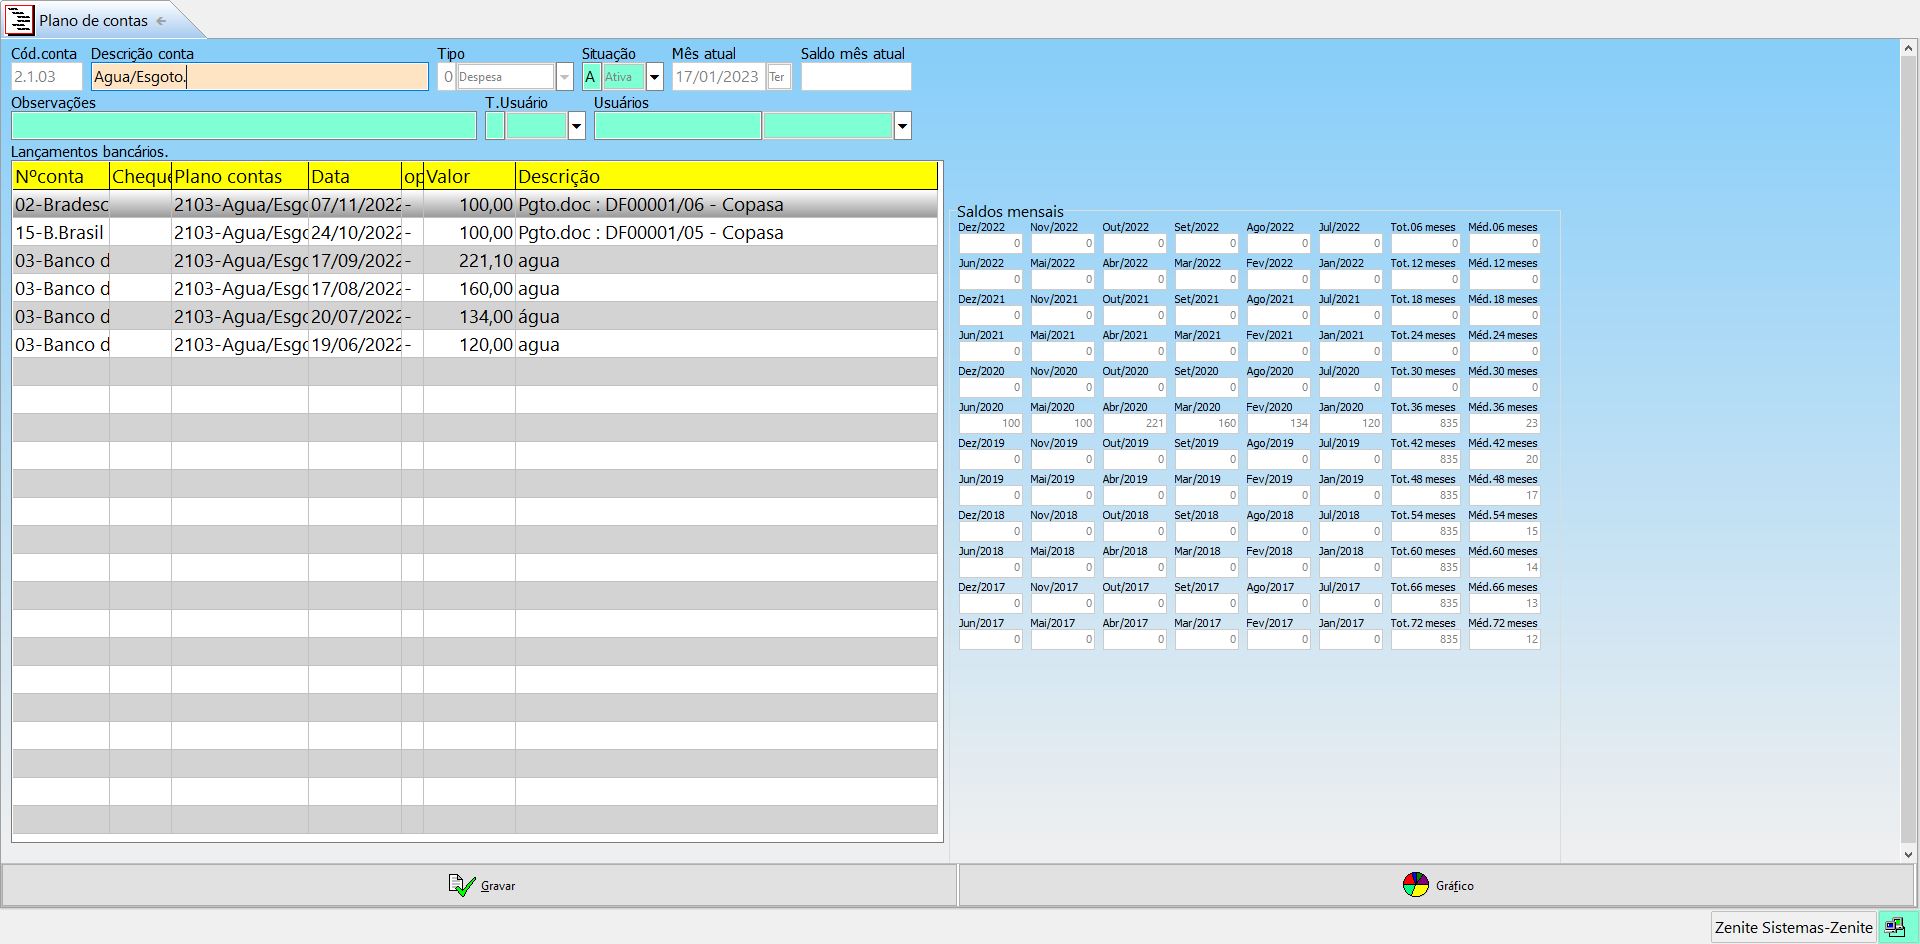 Plano de contas
Cód.conta Descrição conta Tipo Situação Mês atual Saldo mês atual
2.1.03 Agua/Esgoto. 0 Despesa A Ativa 17/01/2023 Ter
Observações T.Usuário Usuários
Lançamentos bancários.
Nºconta Cheque Plano contas Data op Valor Descrição
02-Bradesc 2103-Agua/Esgo 07/11/2022 - 100,00 Pgto.doc : DF00001/06 - Copasa
15-B.Brasil 2103-Agua/Esgo 24/10/2022 - 100,00 Pgto.doc : DF00001/05 - Copasa
03-Banco d 2103-Agua/Esgo 17/09/2022 - 221,10 agua
03-Banco d 2103-Agua/Esgo 17/08/2022 - 160,00 agua
03-Banco d 2103-Agua/Esgo 20/07/2022 - 134,00 água
03-Banco d 2103-Agua/Esgo 19/06/2022 - 120,00 agua
Saldos mensais
Dez/2022 Nov/2022 Out/2022 Set/2022 Ago/2022 Jul/2022 Tot.06 meses Méd.06 meses
0 0 0 0 0 0 0 0
Jun/2022 Mai/2022 Abr/2022 Mar/2022 Fev/2022 Jan/2022 Tot.12 meses Méd.12 meses
0 0 0 0 0 0 0 0
Dez/2021 Nov/2021 Out/2021 Set/2021 Ago/2021 Jul/2021 Tot.18 meses Méd.18 meses
0 0 0 0 0 0 0 0
Jun/2021 Mai/2021 Abr/2021 Mar/2021 Fev/2021 Jan/2021 Tot.24 meses Méd.24 meses
0 0 0 0 0 0 0 0
Dez/2020 Nov/2020 Out/2020 Set/2020 Ago/2020 Jul/2020 Tot.30 meses Méd.30 meses
0 0 0 0 0 0 0 0
Jun/2020 Mai/2020 Abr/2020 Mar/2020 Fev/2020 Jan/2020 Tot.36 meses Méd.36 meses
100 100 221 160 134 120 835 23
Dez/2019 Nov/2019 Out/2019 Set/2019 Ago/2019 Jul/2019 Tot.42 meses Méd.42 meses
0 0 0 0 0 0 835 20
Jun/2019 Mai/2019 Abr/2019 Mar/2019 Fev/2019 Jan/2019 Tot.48 meses Méd.48 meses
0 0 0 0 0 0 835 17
Dez/2018 Nov/2018 Out/2018 Set/2018 Ago/2018 Jul/2018 Tot.54 meses Méd.54 meses
0 0 0 0 0 0 835 15
Jun/2018 Mai/2018 Abr/2018 Mar/2018 Fev/2018 Jan/2018 Tot.60 meses Méd.60 meses
0 0 0 0 0 0 835 14
Dez/2017 Nov/2017 Out/2017 Set/2017 Ago/2017 Jul/2017 Tot.66 meses Méd.66 meses
0 0 0 0 0 0 835 13
Jun/2017 Mai/2017 Abr/2017 Mar/2017 Fev/2017 Jan/2017 Tot.72 meses Méd.72 meses
0 0 0 0 0 0 835 12
Gravar Gráfico
Zenite Sistemas-Zenite